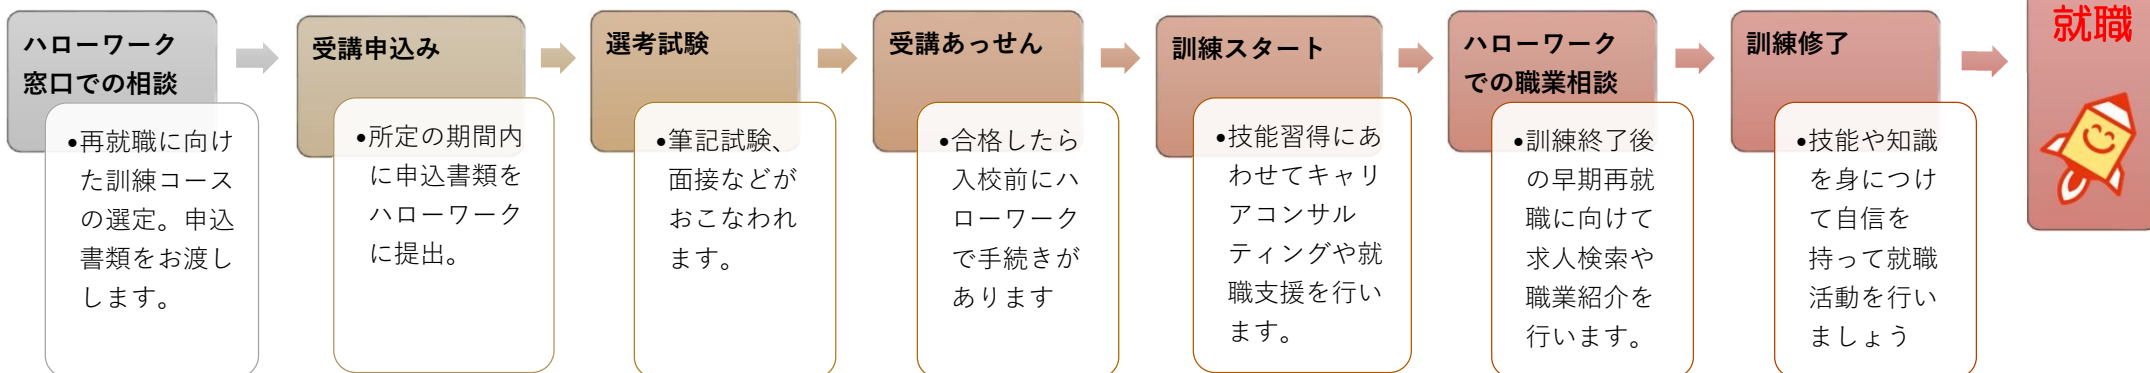 ハローワーク
窓口での相談
•再就職に向け
た訓練コース
の選定。申込
書類をお渡し
します。
受講申込み
•所定の期間内
に申込書類を
ハローワーク
に提出。
選考試験
•筆記試験、
面接などが
おこなわれ
ます。
受講あっせん
•合格したら
入校前にハ
ローワーク
で手続きが
あります
訓練スタート
•技能習得にあ
わせてキャリ
アコンサル
ティングや就
職支援を行い
ます。
ハローワーク
での職業相談
•訓練終了後
の早期再就
職に向けて
求人検索や
職業紹介を
行います。
訓練修了
•技能や知識
を身につけ
て自信を
持って就職
活動を行い
ましょう
就職